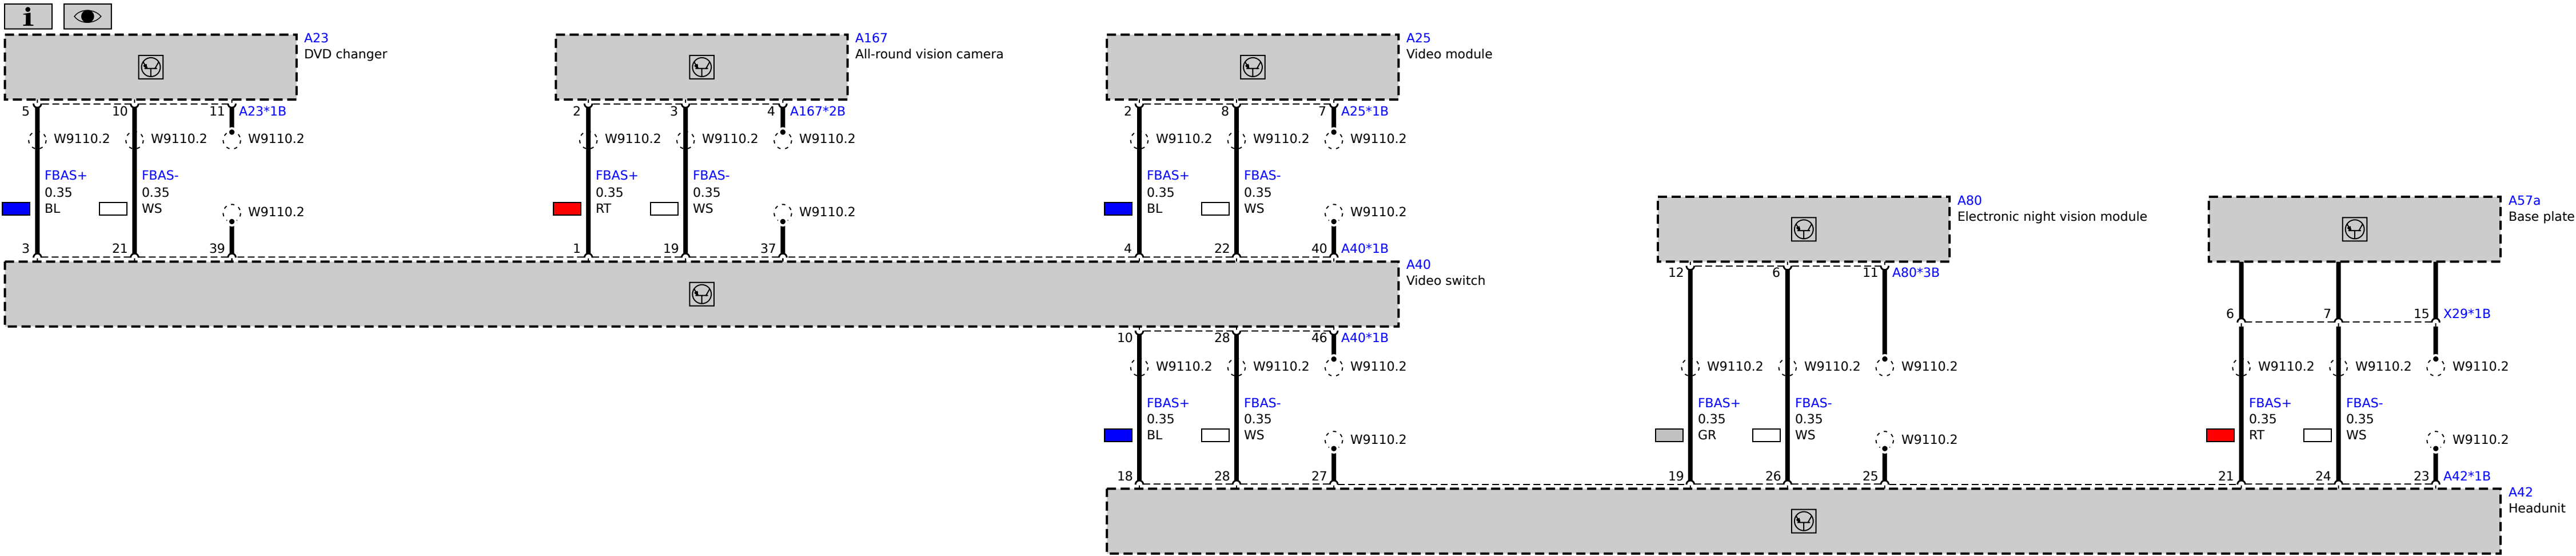 i
A23
DVD changer
A167
All-round vision camera
A25
Video module
5 10 11 A23*1B
2 3 4 A167*2B
2 8 7 A25*1B
W9110.2 W9110.2 W9110.2
W9110.2 W9110.2 W9110.2
W9110.2 W9110.2 W9110.2
FBAS+ FBAS-
0.35 0.35
BL WS W9110.2
FBAS+ FBAS-
0.35 0.35
RT WS W9110.2
FBAS+ FBAS-
0.35 0.35
BL WS W9110.2
3 21 39
1 19 37
4 22 40 A40*1B
A40
Video switch
A80
Electronic night vision module
A57a
Base plate
10 28 46 A40*1B
12 6 11 A80*3B
6 7 15 X29*1B
W9110.2 W9110.2 W9110.2
W9110.2 W9110.2 W9110.2
W9110.2 W9110.2 W9110.2
FBAS+ FBAS-
0.35 0.35
BL WS W9110.2
FBAS+ FBAS-
0.35 0.35
GR WS W9110.2
FBAS+ FBAS-
0.35 0.35
RT WS W9110.2
18 28 27
19 26 25
21 24 23 A42*1B
A42
Headunit